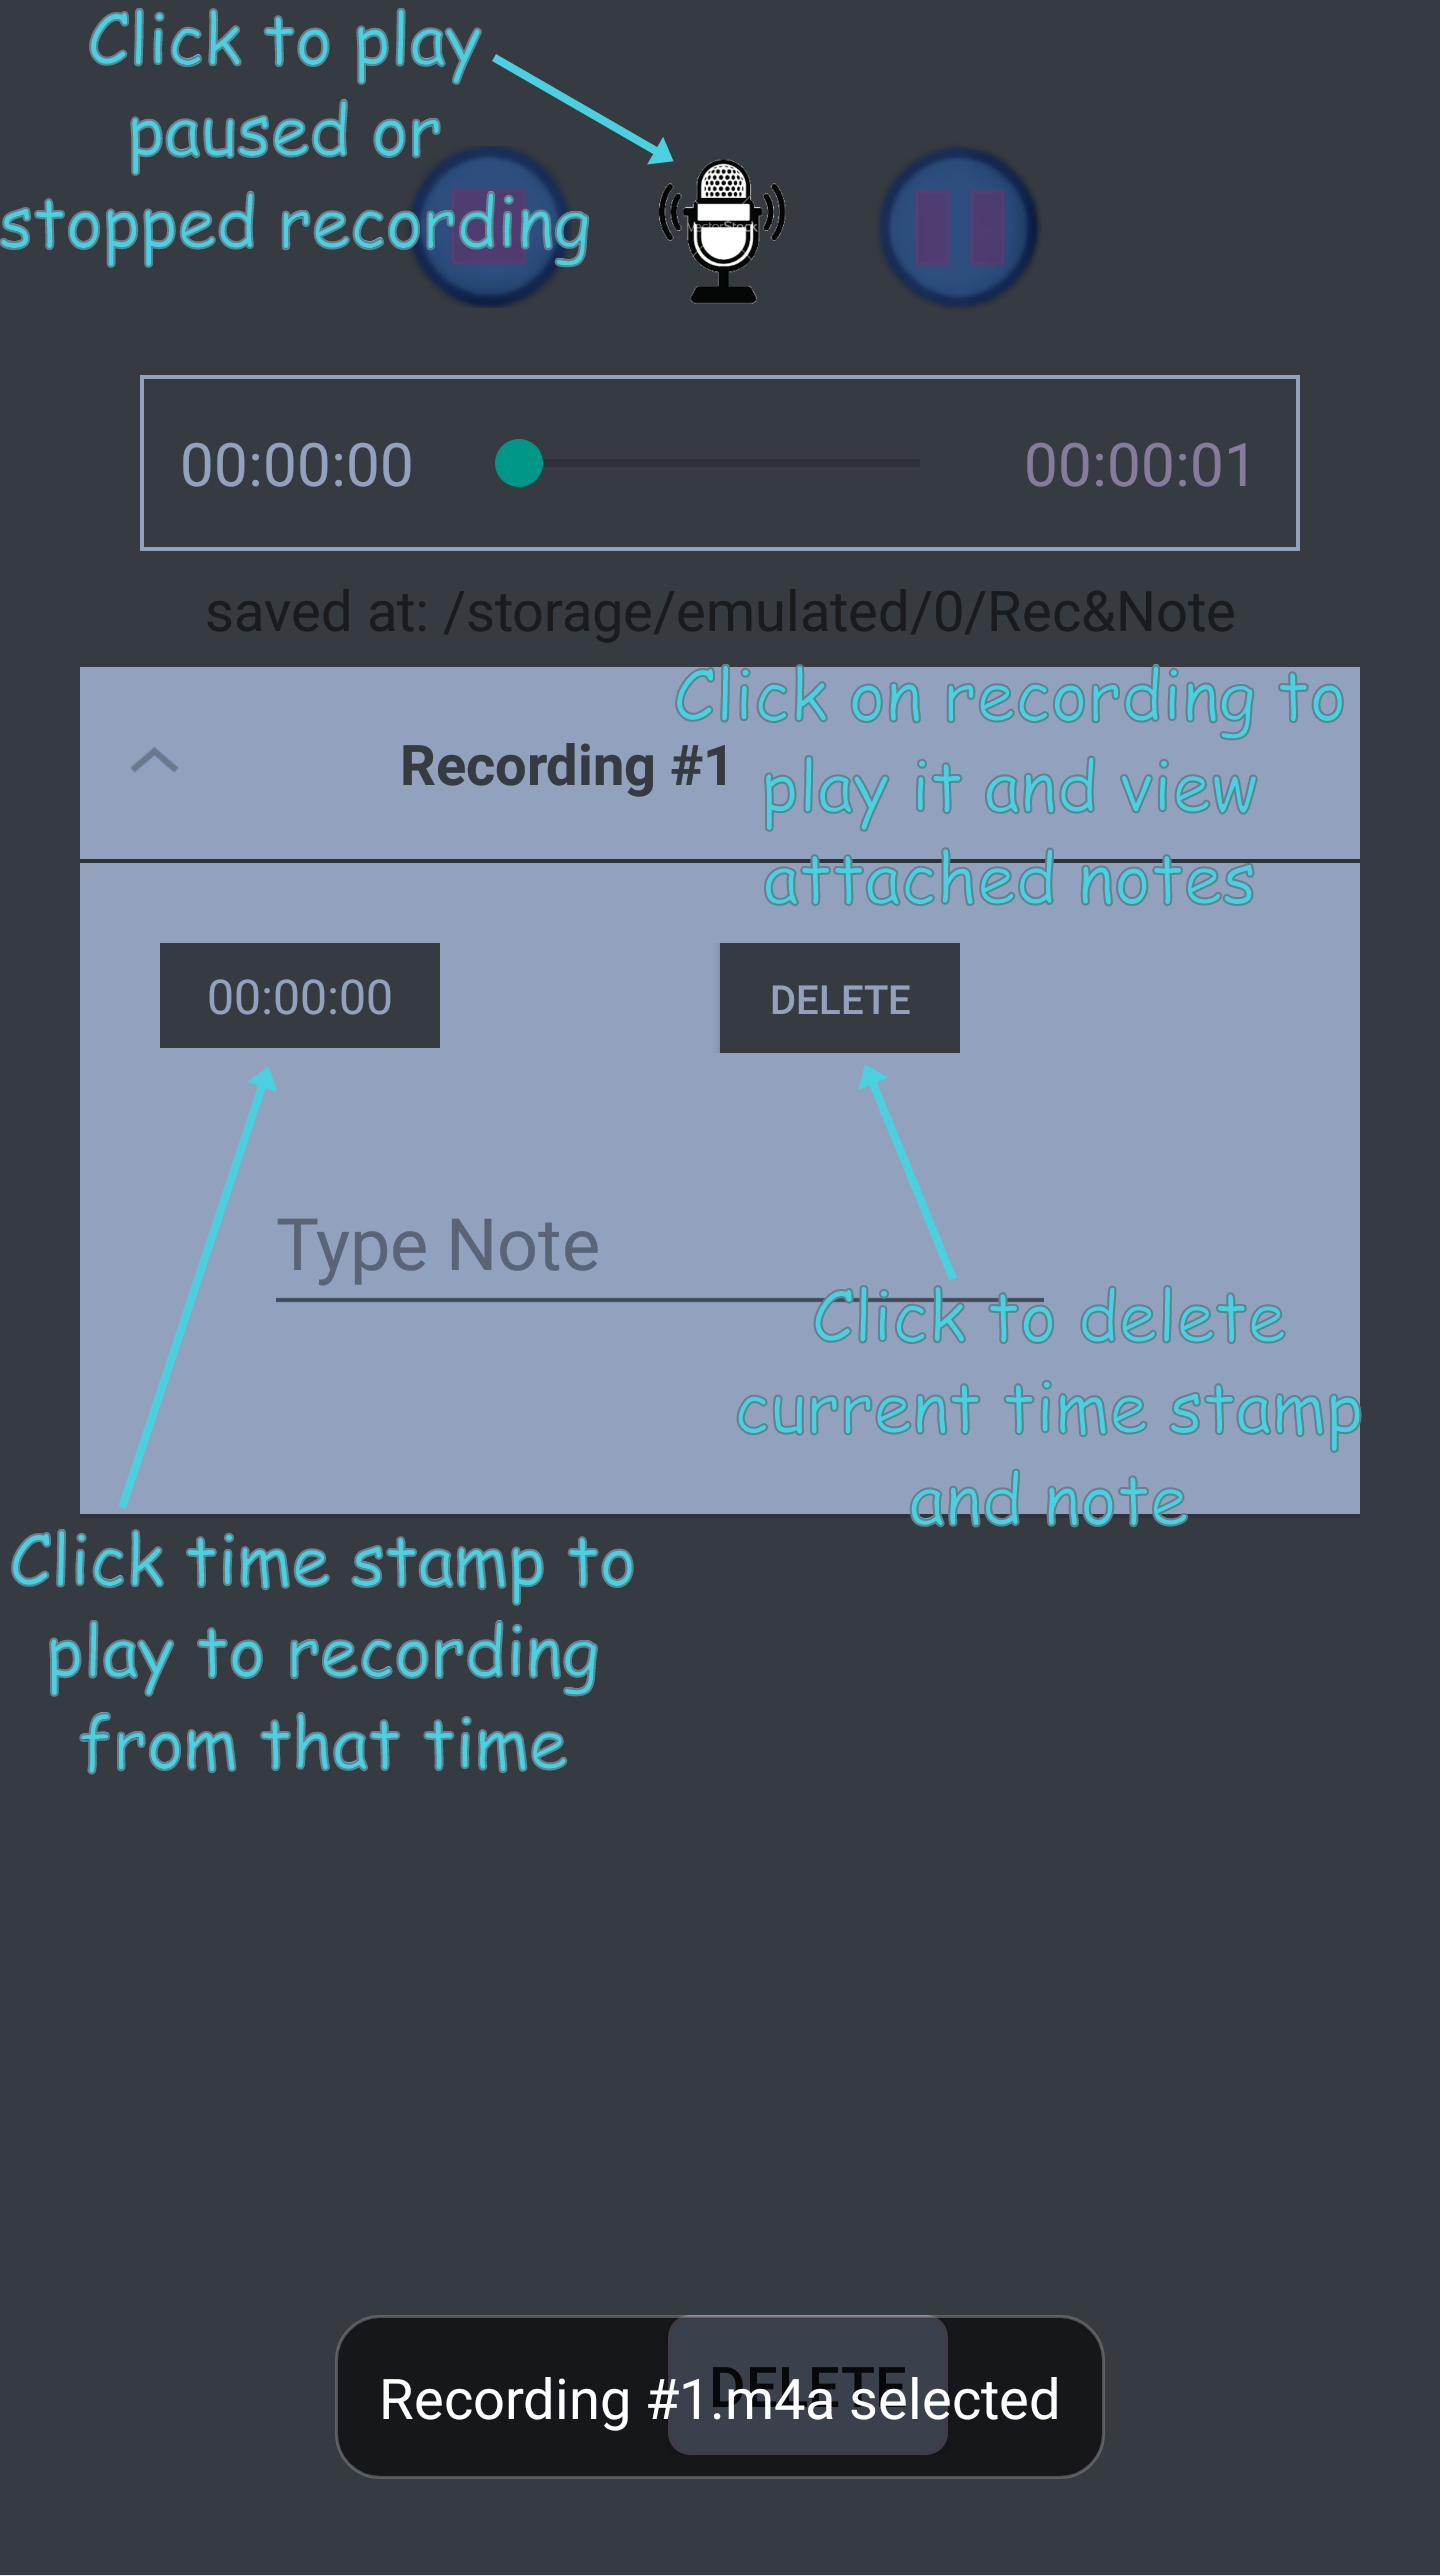 Click to play
paused or
stopped recording
VectorStock
00:00:00
00:00:01
saved at: /storage/emulated/0/Rec&Note
Click on recording to
Recording #1
play it and view
attached notes
00:00:00
DELETE
Type Note
Click to delete
current time stamp
and note
Click time stamp to
play to recording
from that time
DELETE
Recording #1.m4a selected